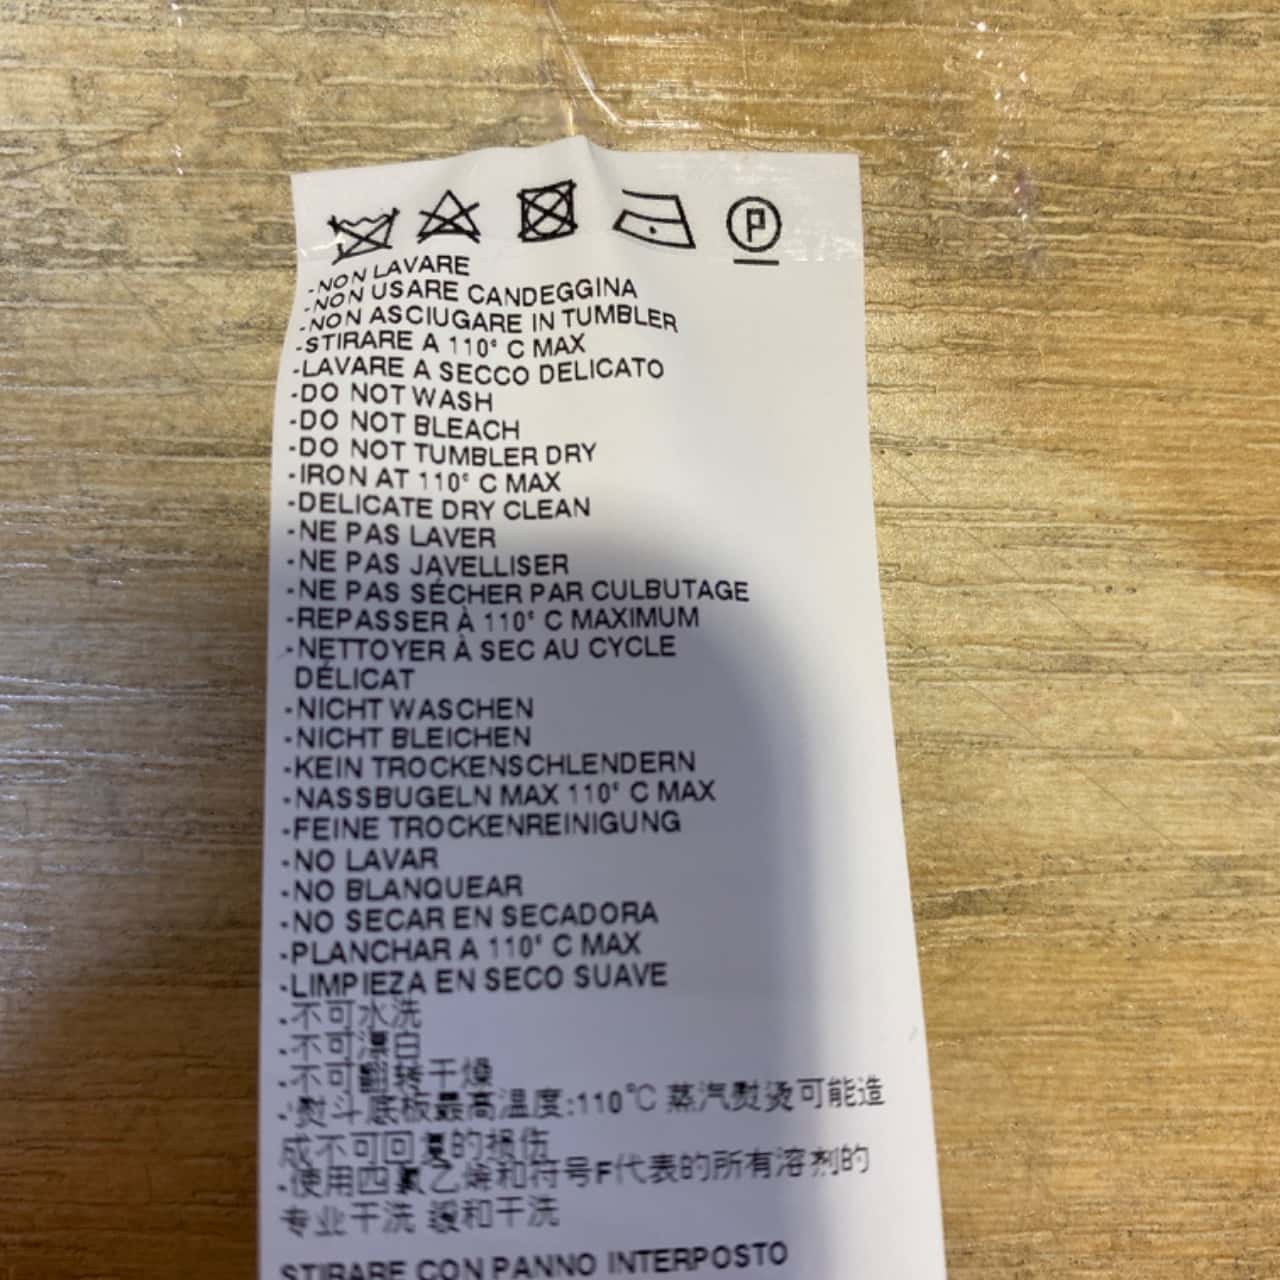 P
-NON LAVARE
-NON USARE CANDEGGINA
-NON ASCIUGARE IN TUMBLER
-STIRARE A 110° C MAX
-LAVARE A SECCO DELICATO
-DO NOT WASH
-DO NOT BLEACH
-DO NOT TUMBLER DRY
-IRON AT 110° C MAX
-DELICATE DRY CLEAN
-NE PAS LAVER
-NE PAS JAVELLISER
-NE PAS SÉCHER PAR CULBUTAGE
-REPASSER À 110° C MAXIMUM
-NETTOYER À SEC AU CYCLE
DÉLICAT
-NICHT WASCHEN
-NICHT BLEICHEN
-KEIN TROCKENSCHLENDERN
-NASSBUGELN MAX 110° C MAX
-FEINE TROCKENREINIGUNG
-NO LAVAR
-NO BLANQUEAR
-NO SECAR EN SECADORA
-PLANCHAR A 110° C MAX
-LIMPIEZA EN SECO SUAVE
-不可水洗
-不可漂白
-不可翻转干燥
-熨斗底板最高温度:110℃ 蒸汽熨烫可能造
成不可回复的损伤
-使用四氯乙烯和符号F代表的所有溶剂的
专业干洗 缓和干洗
STIRARE CON PANNO INTERPOSTO